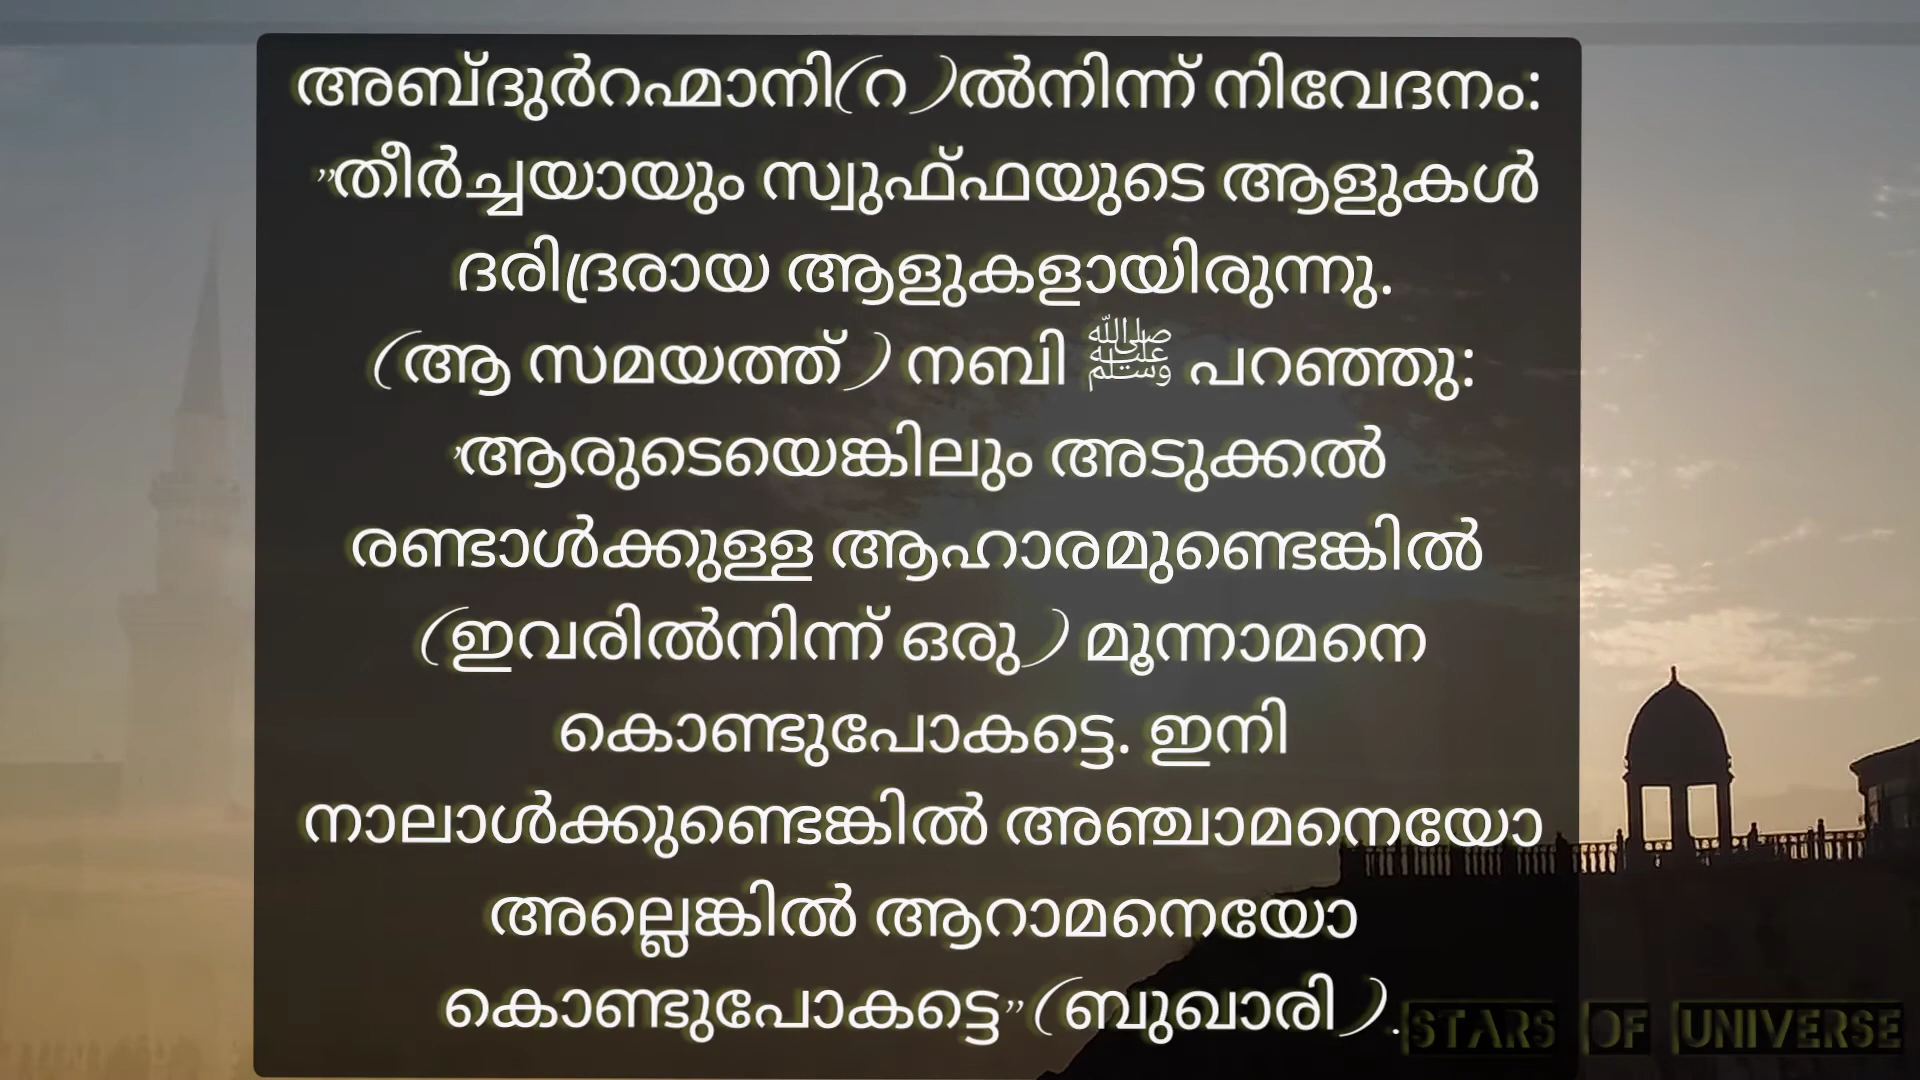 അബ്ദുർറഹ്മാനി(റ)ൽനിന്ന് നിവേദനം:
”തീർച്ചയായും സ്വുഫ്ഫയുടെ ആളുകൾ
ദരിദ്രരായ ആളുകളായിരുന്നു.
(ആ സമയത്ത്) നബി ﷺ പറഞ്ഞു:
’ആരുടെയെങ്കിലും അടുക്കൽ
രണ്ടാൾക്കുള്ള ആഹാരമുണ്ടെങ്കിൽ
(ഇവരിൽനിന്ന് ഒരു) മൂന്നാമനെ
കൊണ്ടുപോകട്ടെ. ഇനി
നാലാൾക്കുണ്ടെങ്കിൽ അഞ്ചാമനെയോ
അല്ലെങ്കിൽ ആറാമനെയോ
കൊണ്ടുപോകട്ടെ” (ബുഖാരി).
STARS OF UNIVERSE